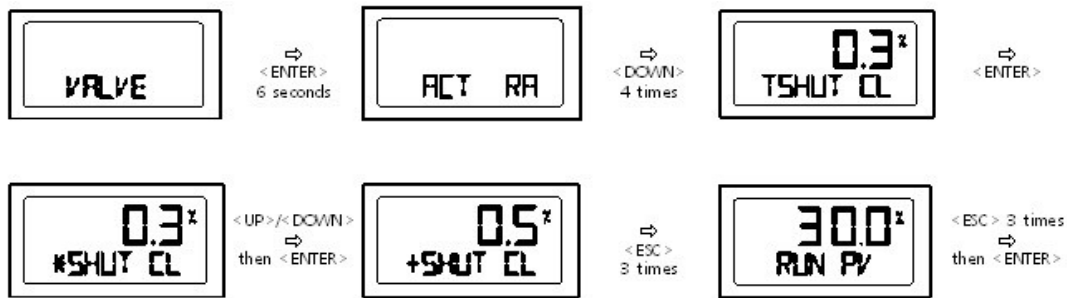 VALVE
⇨
<ENTER>
6 seconds
ACT RA
⇨
<DOWN>
4 times
0.3%
TSHUT CL
⇨
<ENTER>
0.3%
*SHUT CL
<UP>/<DOWN>
⇨
then <ENTER>
0.5%
+SHUT CL
⇨
<ESC>
3 times
30.0%
RUN PV
<ESC> 3 times
⇨
then <ENTER>